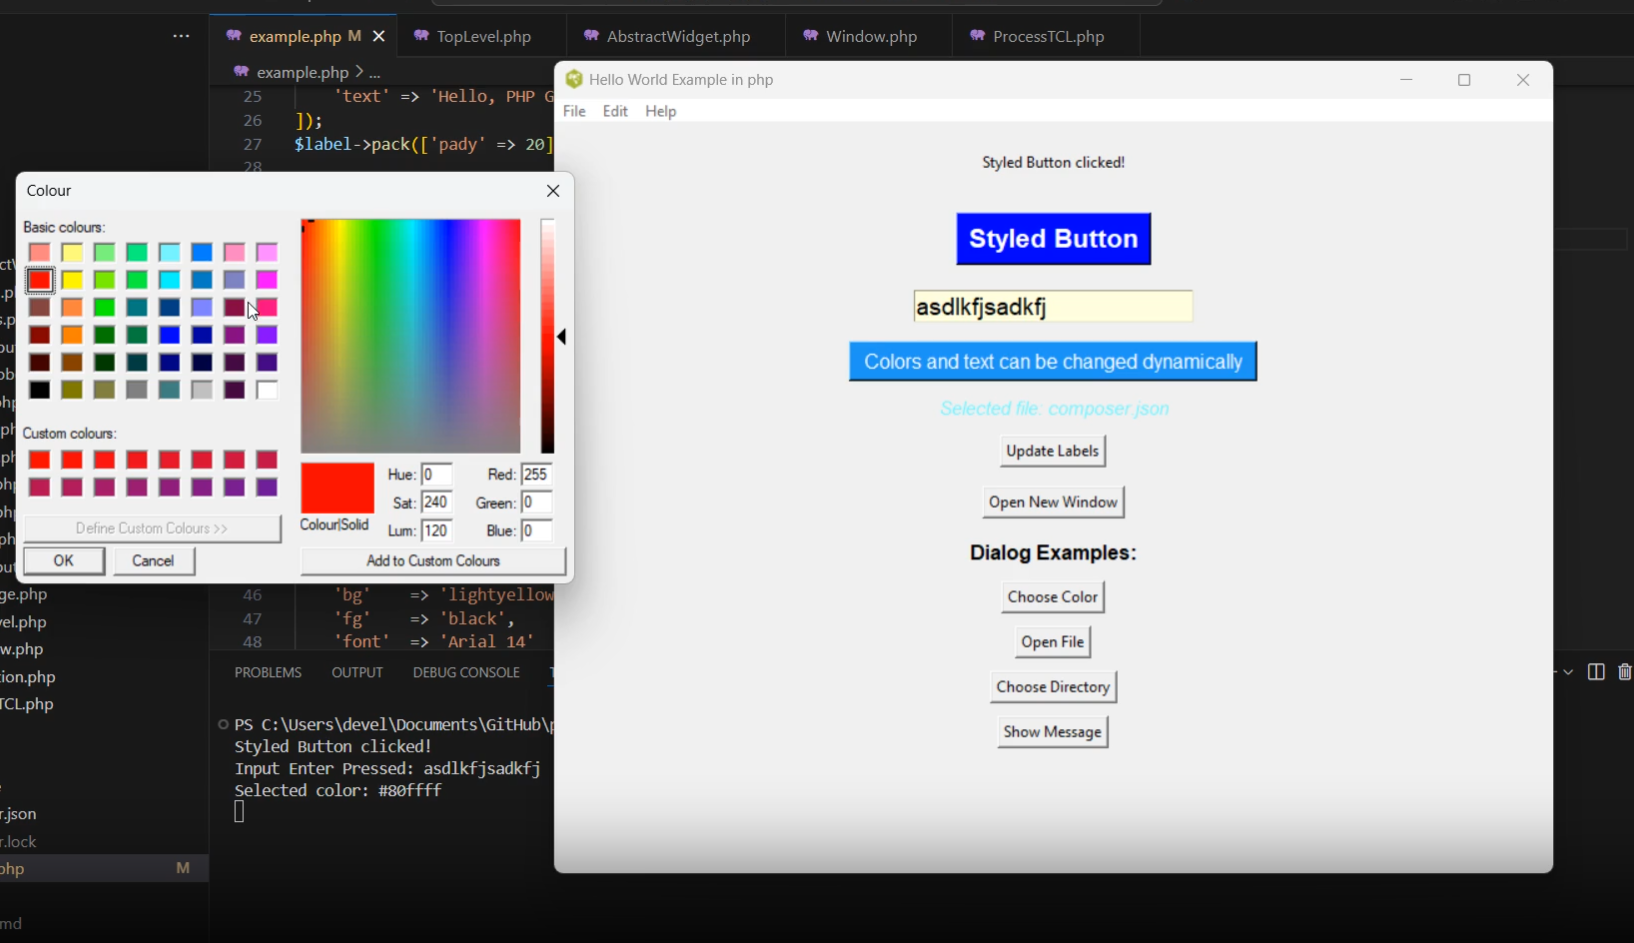 example.php M
TopLevel.php
AbstractWidget.php
Window.php
ProcessTCL.php
example.php > ...
25 'text' => 'Hello, PHP G
26 ]);
27 $label->pack(['pady' => 20]
28
Hello World Example in php
File Edit Help
Styled Button clicked!
Styled Button
asdlkfjsadkfj
Colors and text can be changed dynamically
Selected file: composer.json
Update Labels
Open New Window
Dialog Examples:
Choose Color
Open File
Choose Directory
Show Message
Colour
Basic colours:
Custom colours:
Define Custom Colours >>
OK Cancel
Hue: 0 Red: 255
Sat: 240 Green: 0
Colour|Solid
Lum: 120 Blue: 0
Add to Custom Colours
46 'bg' => 'lightyellow
47 'fg' => 'black',
48 'font' => 'Arial 14'
PROBLEMS OUTPUT DEBUG CONSOLE
PS C:\Users\devel\Documents\GitHub\p
Styled Button clicked!
Input Enter Pressed: asdlkfjsadkfj
Selected color: #80ffff
ge.php
vel.php
w.php
ion.php
TCL.php
r.json
r.lock
php M
md